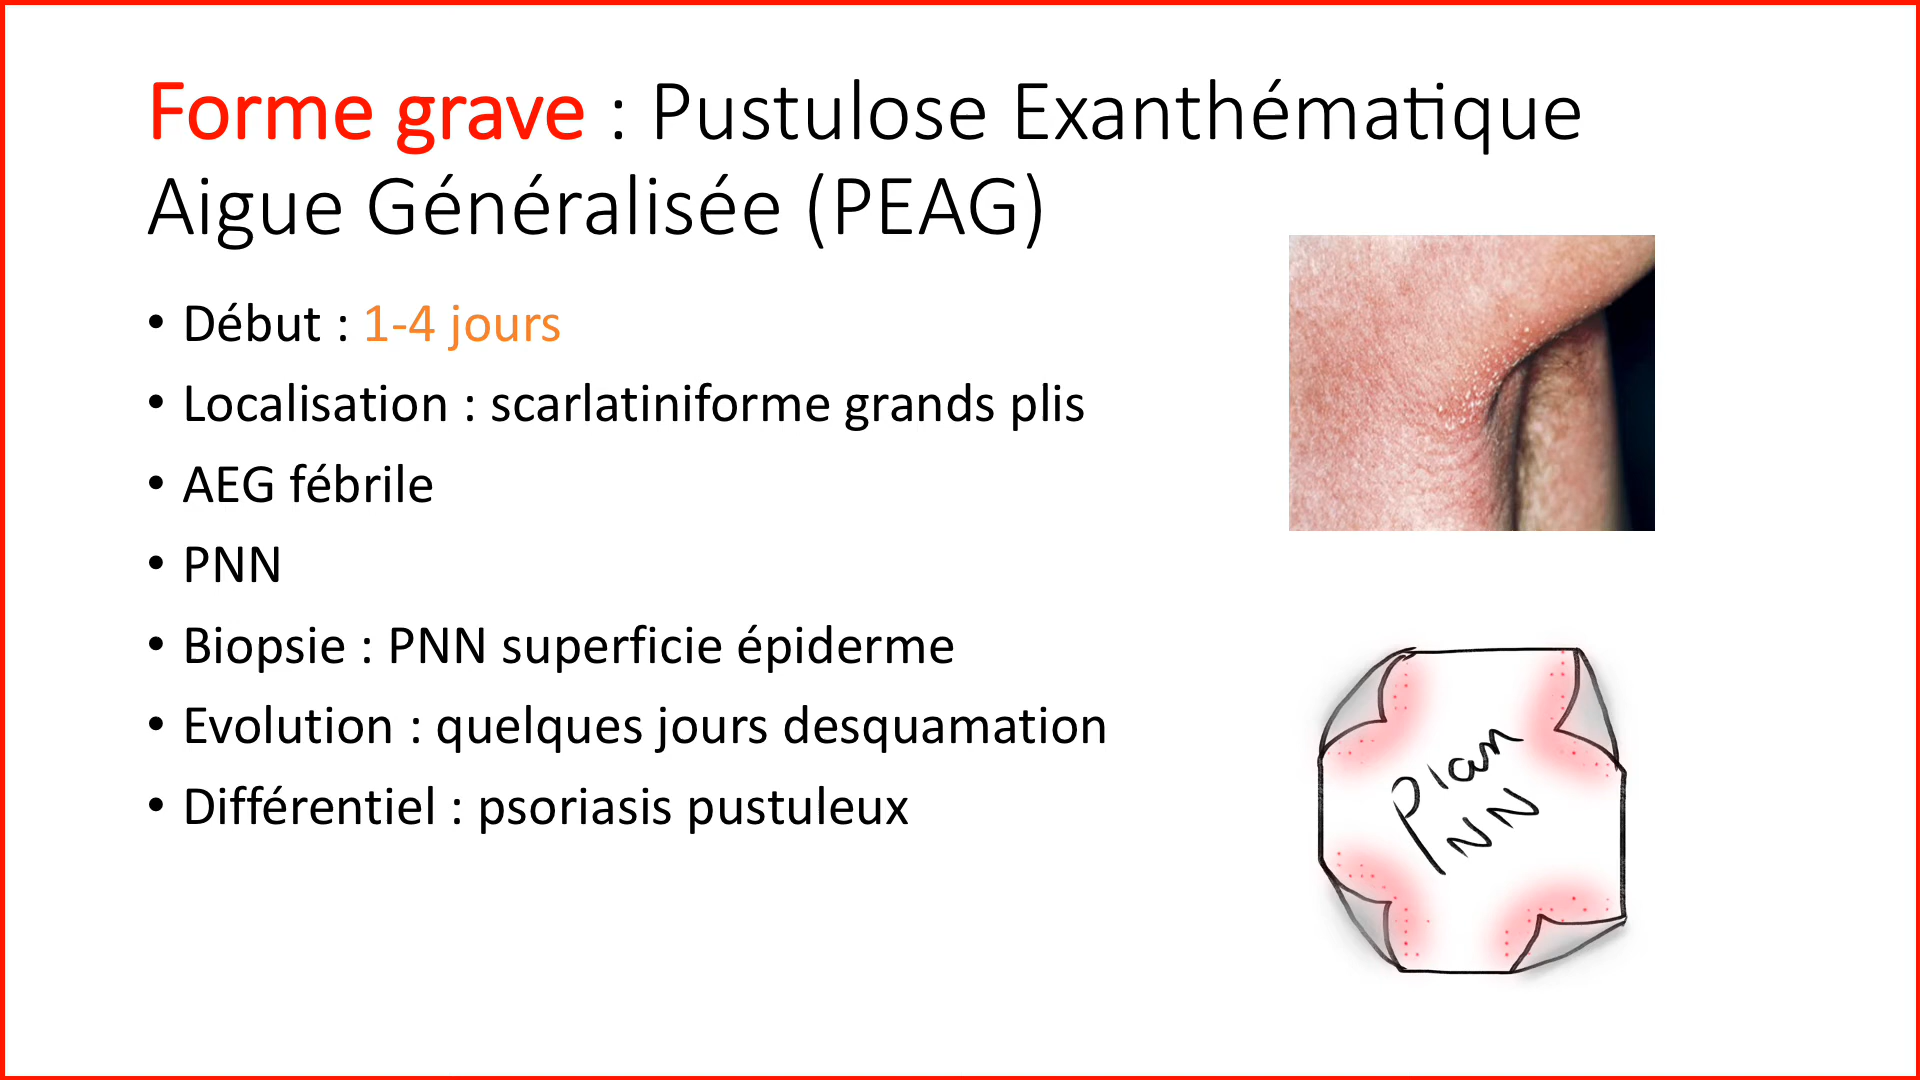 Forme grave : Pustulose Exanthématique
Aigue Généralisée (PEAG)
• Début : 1-4 jours
• Localisation : scarlatiniforme grands plis
• AEG fébrile
• PNN
• Biopsie : PNN superficie épiderme
• Evolution : quelques jours desquamation
• Différentiel : psoriasis pustuleux
Plan
NN